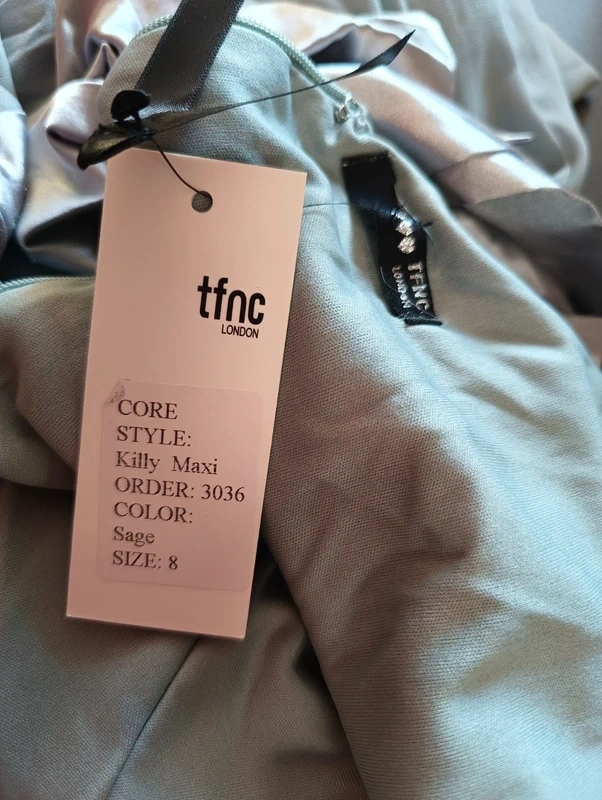 tfnc
LONDON
CORE
STYLE:
Killy Maxi
ORDER: 3036
COLOR:
Sage
SIZE: 8
TFNC
LONDON